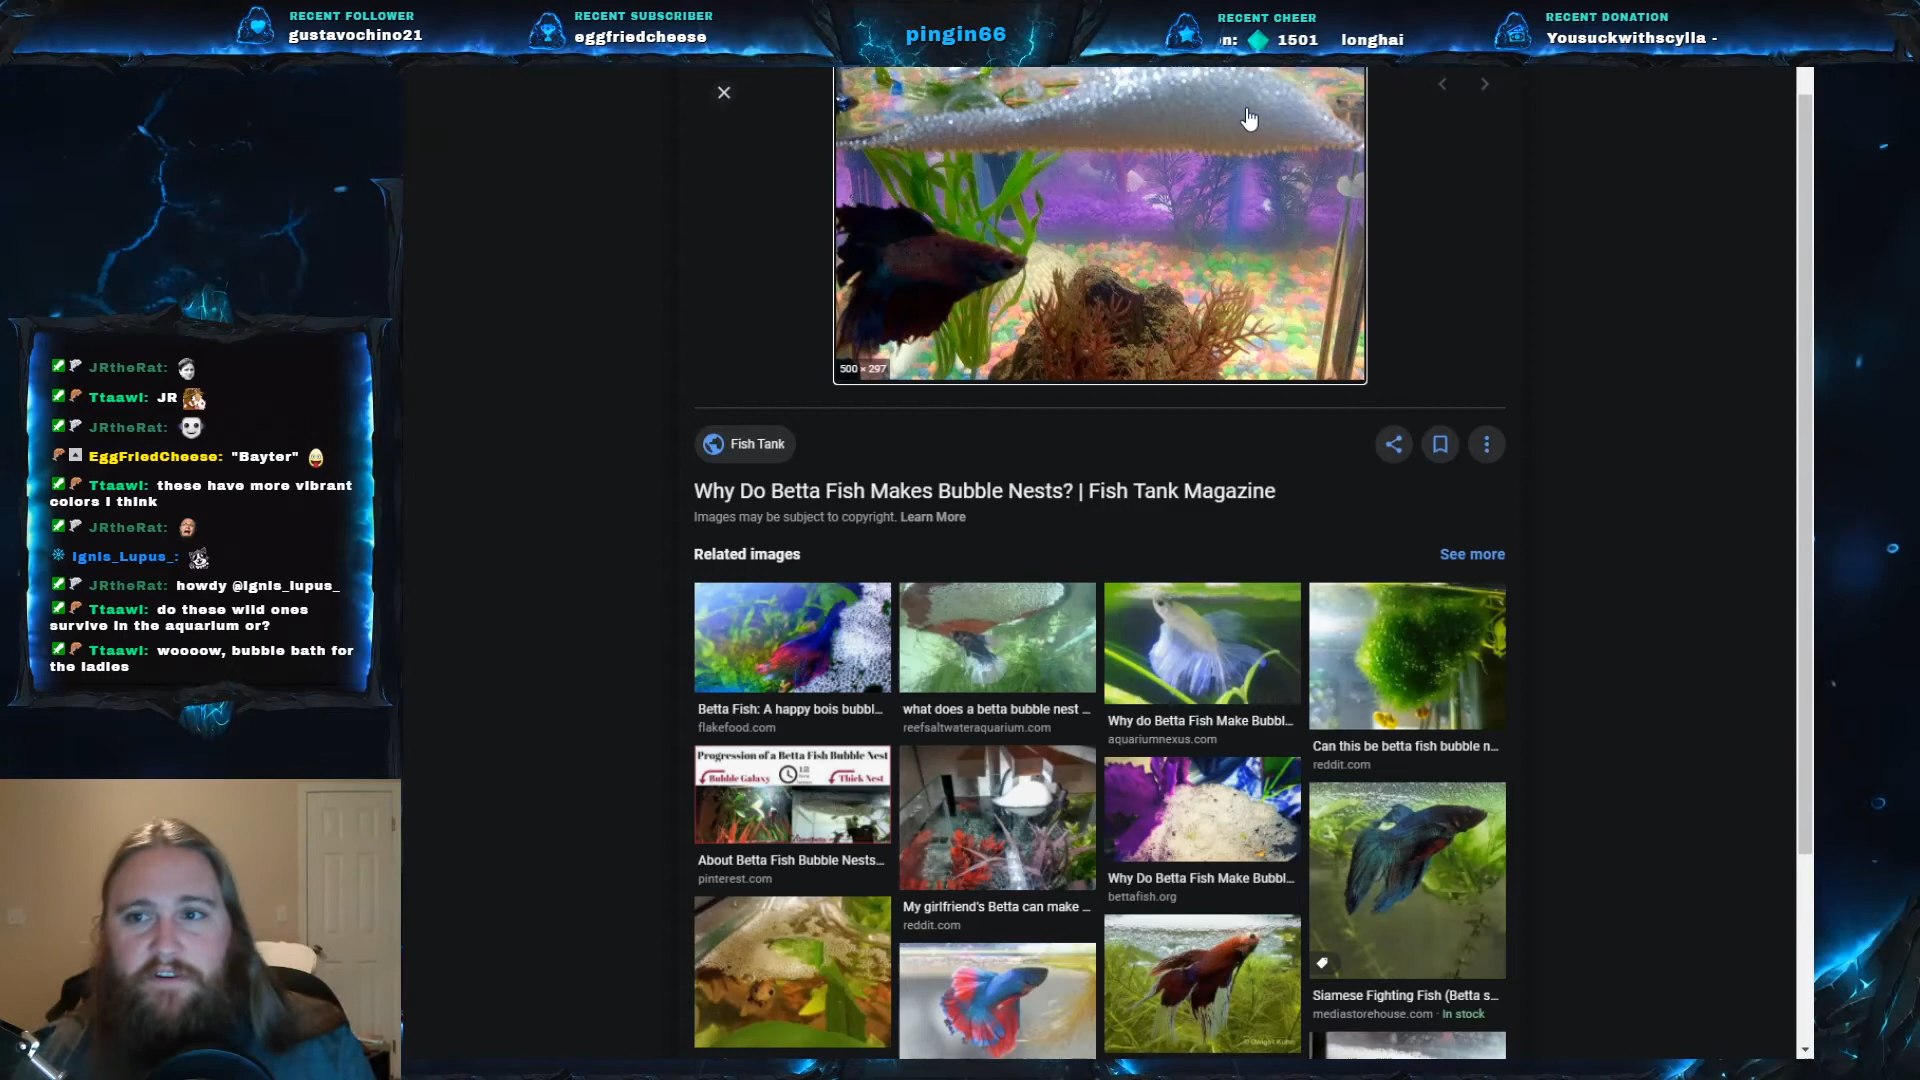 RECENT FOLLOWER
gustavochino21
RECENT SUBSCRIBER
eggfriedcheese
pingin66
RECENT CHEER
n: 1501 longhai
RECENT DONATION
Yousuckwithscylla -
JRtheRat:
Ttaawl: JR
JRtheRat:
EggFriedCheese: "Bayter"
Ttaawl: these have more vibrant
colors I think
JRtheRat:
Ignis_Lupus_:
JRtheRat: howdy @ignis_lupus_
Ttaawl: do these wild ones
survive in the aquarium or?
Ttaawl: woooow, bubble bath for
the ladies
500 × 297
Fish Tank
Why Do Betta Fish Makes Bubble Nests? | Fish Tank Magazine
Images may be subject to copyright. Learn More
Related images
See more
Betta Fish: A happy bois bubbl...
flakefood.com
what does a betta bubble nest ...
reefsaltwateraquarium.com
Why do Betta Fish Make Bubbl...
aquariumnexus.com
Can this be betta fish bubble n...
reddit.com
Progression of a Betta Fish Bubble Nest
Bubble Galaxy
Thick Nest
About Betta Fish Bubble Nests...
pinterest.com
My girlfriend's Betta can make ...
reddit.com
Why Do Betta Fish Make Bubbl...
bettafish.org
Siamese Fighting Fish (Betta s...
mediastorehouse.com · In stock